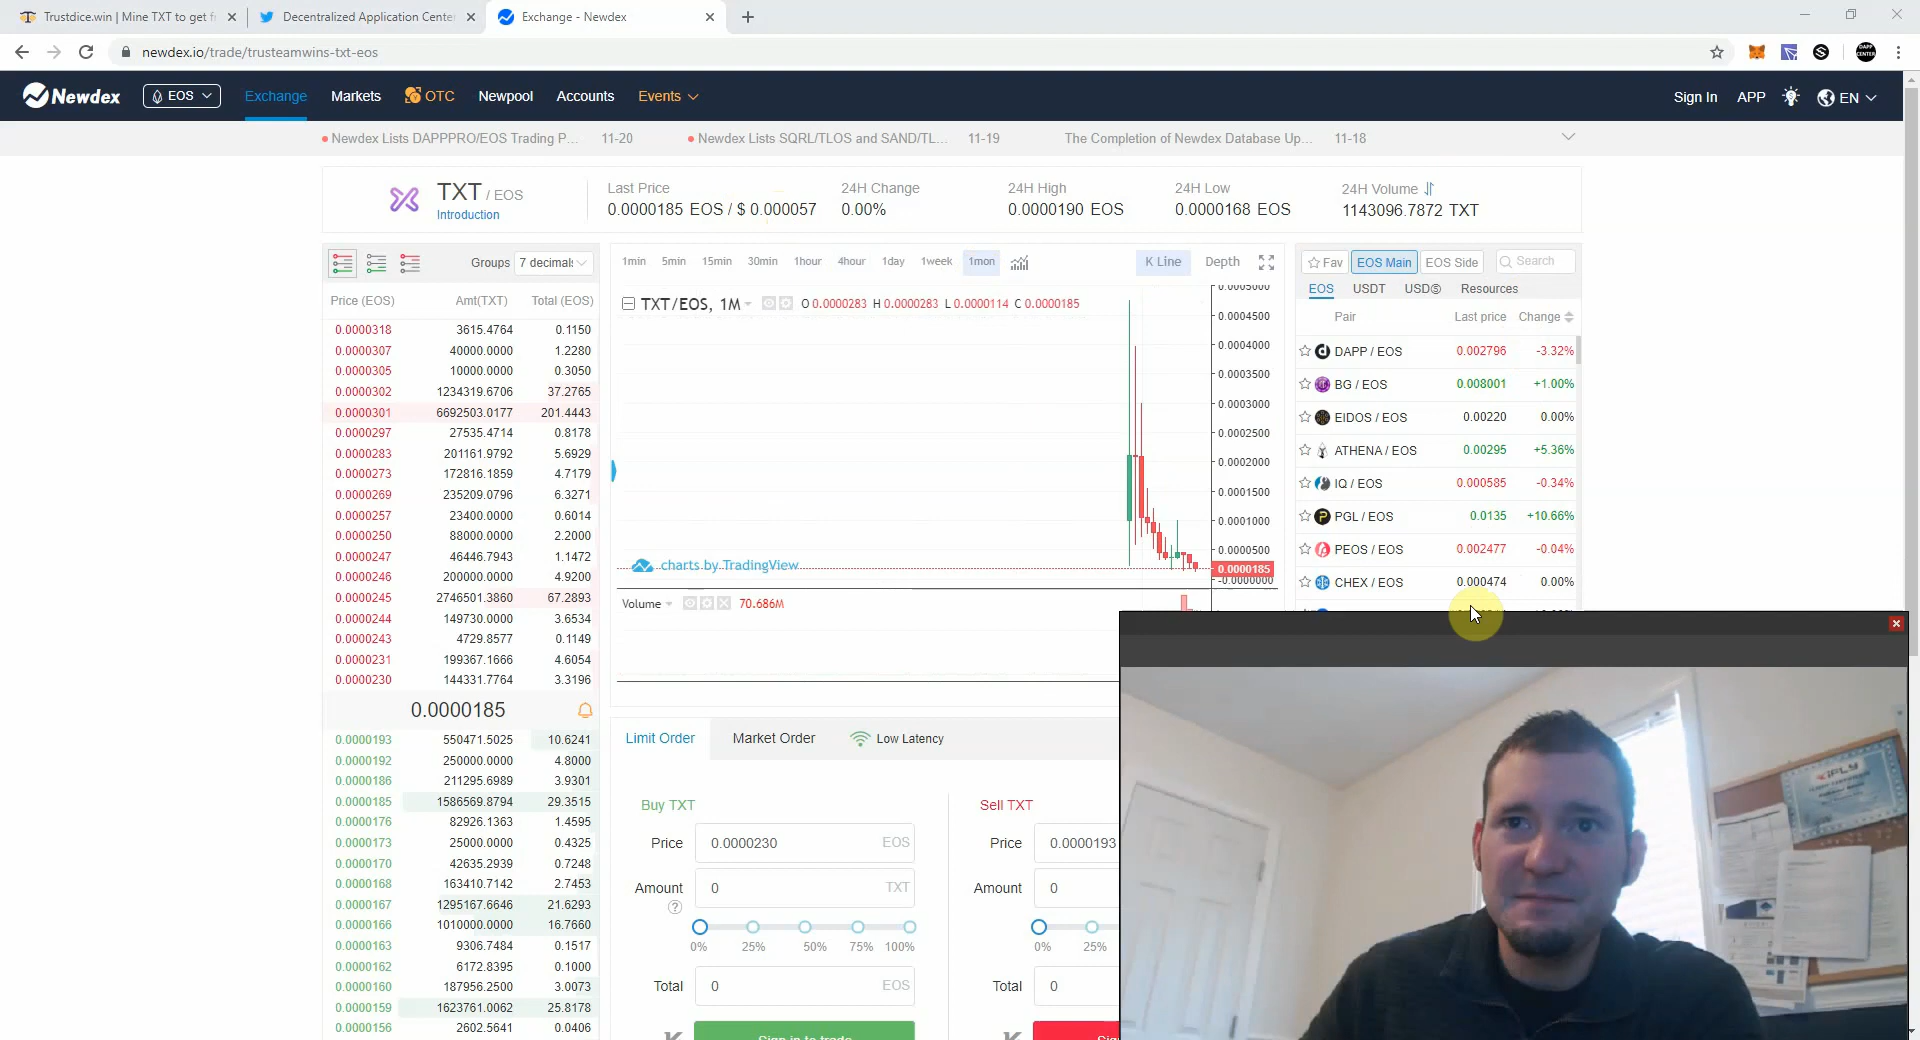 Trustdice.win | Mine TXT to get f
Decentralized Application Center
Exchange - Newdex
newdex.io/trade/trusteamwins-txt-eos
Newdex
EOS
Exchange
Markets
OTC
Newpool
Accounts
Events
Sign In
APP
EN
Newdex Lists DAPPPRO/EOS Trading P... 11-20
Newdex Lists SQRL/TLOS and SAND/TL... 11-19
The Completion of Newdex Database Up... 11-18
TXT / EOS
Introduction
Last Price
0.0000185 EOS / $ 0.000057
24H Change
0.00%
24H High
0.0000190 EOS
24H Low
0.0000168 EOS
24H Volume
1143096.7872 TXT
Groups 7 decimals
Price (EOS) Amt(TXT) Total (EOS)
0.0000318 3615.4764 0.1150
0.0000307 40000.0000 1.2280
0.0000305 10000.0000 0.3050
0.0000302 1234319.6706 37.2765
0.0000301 6692503.0177 201.4443
0.0000297 27535.4714 0.8178
0.0000283 201161.9792 5.6929
0.0000273 172816.1859 4.7179
0.0000269 235209.0796 6.3271
0.0000257 23400.0000 0.6014
0.0000250 88000.0000 2.2000
0.0000247 46446.7943 1.1472
0.0000246 200000.0000 4.9200
0.0000245 2746501.3860 67.2893
0.0000244 149730.0000 3.6534
0.0000243 4729.8577 0.1149
0.0000231 199367.1666 4.6054
0.0000230 144331.7764 3.3196
0.0000185
0.0000193 550471.5025 10.6241
0.0000192 250000.0000 4.8000
0.0000186 211295.6989 3.9301
0.0000185 1586569.8794 29.3515
0.0000176 82926.1363 1.4595
0.0000173 25000.0000 0.4325
0.0000170 42635.2939 0.7248
0.0000168 163410.7142 2.7453
0.0000167 1295167.6646 21.6293
0.0000166 1010000.0000 16.7660
0.0000163 9306.7484 0.1517
0.0000162 6172.8395 0.1000
0.0000160 187956.2500 3.0073
0.0000159 1623761.0062 25.8178
0.0000156 2602.5641 0.0406
1min 5min 15min 30min 1hour 4hour 1day 1week 1mon
K Line Depth
TXT/EOS, 1M O 0.0000283 H 0.0000283 L 0.0000114 C 0.0000185
0.0005000
0.0004500
0.0004000
0.0003500
0.0003000
0.0002500
0.0002000
0.0001500
0.0001000
0.0000500
0.0000185
-0.0000000
charts by TradingView
Volume 70.686M
Limit Order
Market Order
Low Latency
Buy TXT
Price 0.0000230 EOS
Amount 0 TXT
0% 25% 50% 75% 100%
Total 0 EOS
Sign in to trade
Sell TXT
Price 0.0000193
Amount 0
0% 25%
Total 0
Fav EOS Main EOS Side Search
EOS USDT USDⓈ Resources
Pair Last price Change
DAPP / EOS 0.002796 -3.32%
BG / EOS 0.008001 +1.00%
EIDOS / EOS 0.00220 0.00%
ATHENA / EOS 0.00295 +5.36%
IQ / EOS 0.000585 -0.34%
PGL / EOS 0.0135 +10.66%
PEOS / EOS 0.002477 -0.04%
CHEX / EOS 0.000474 0.00%
iFLY